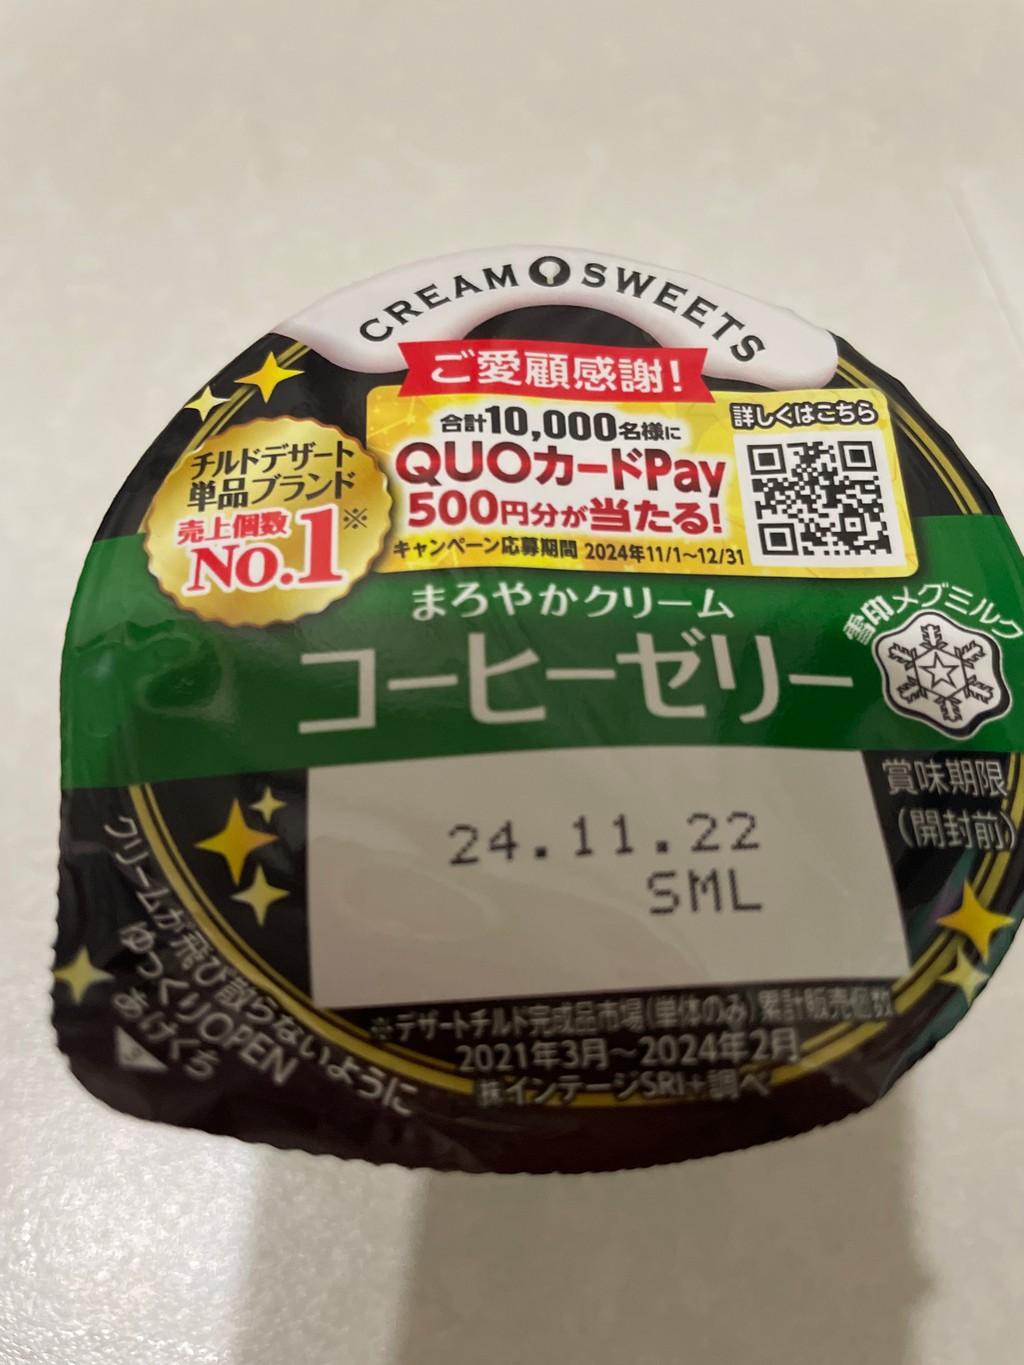 CREAM SWEETS
ご愛顧感謝!
合計10,000名様に
QUOカードPay
500円分が当たる!
キャンペーン応募期間 2024年11/1~12/31
詳しくはこちら
チルドデザート
単品ブランド
売上個数※
No.1
まろやかクリーム
コーヒーゼリー
雪印メグミルク
賞味期限
(開封前)
24.11.22
SML
クリームが飛び散らないように
ゆっくりOPEN
あけくち
※デザートチルド完成品市場(単体のみ)累計販売個数
2021年3月~2024年2月
㈱インテージSRI+調べ